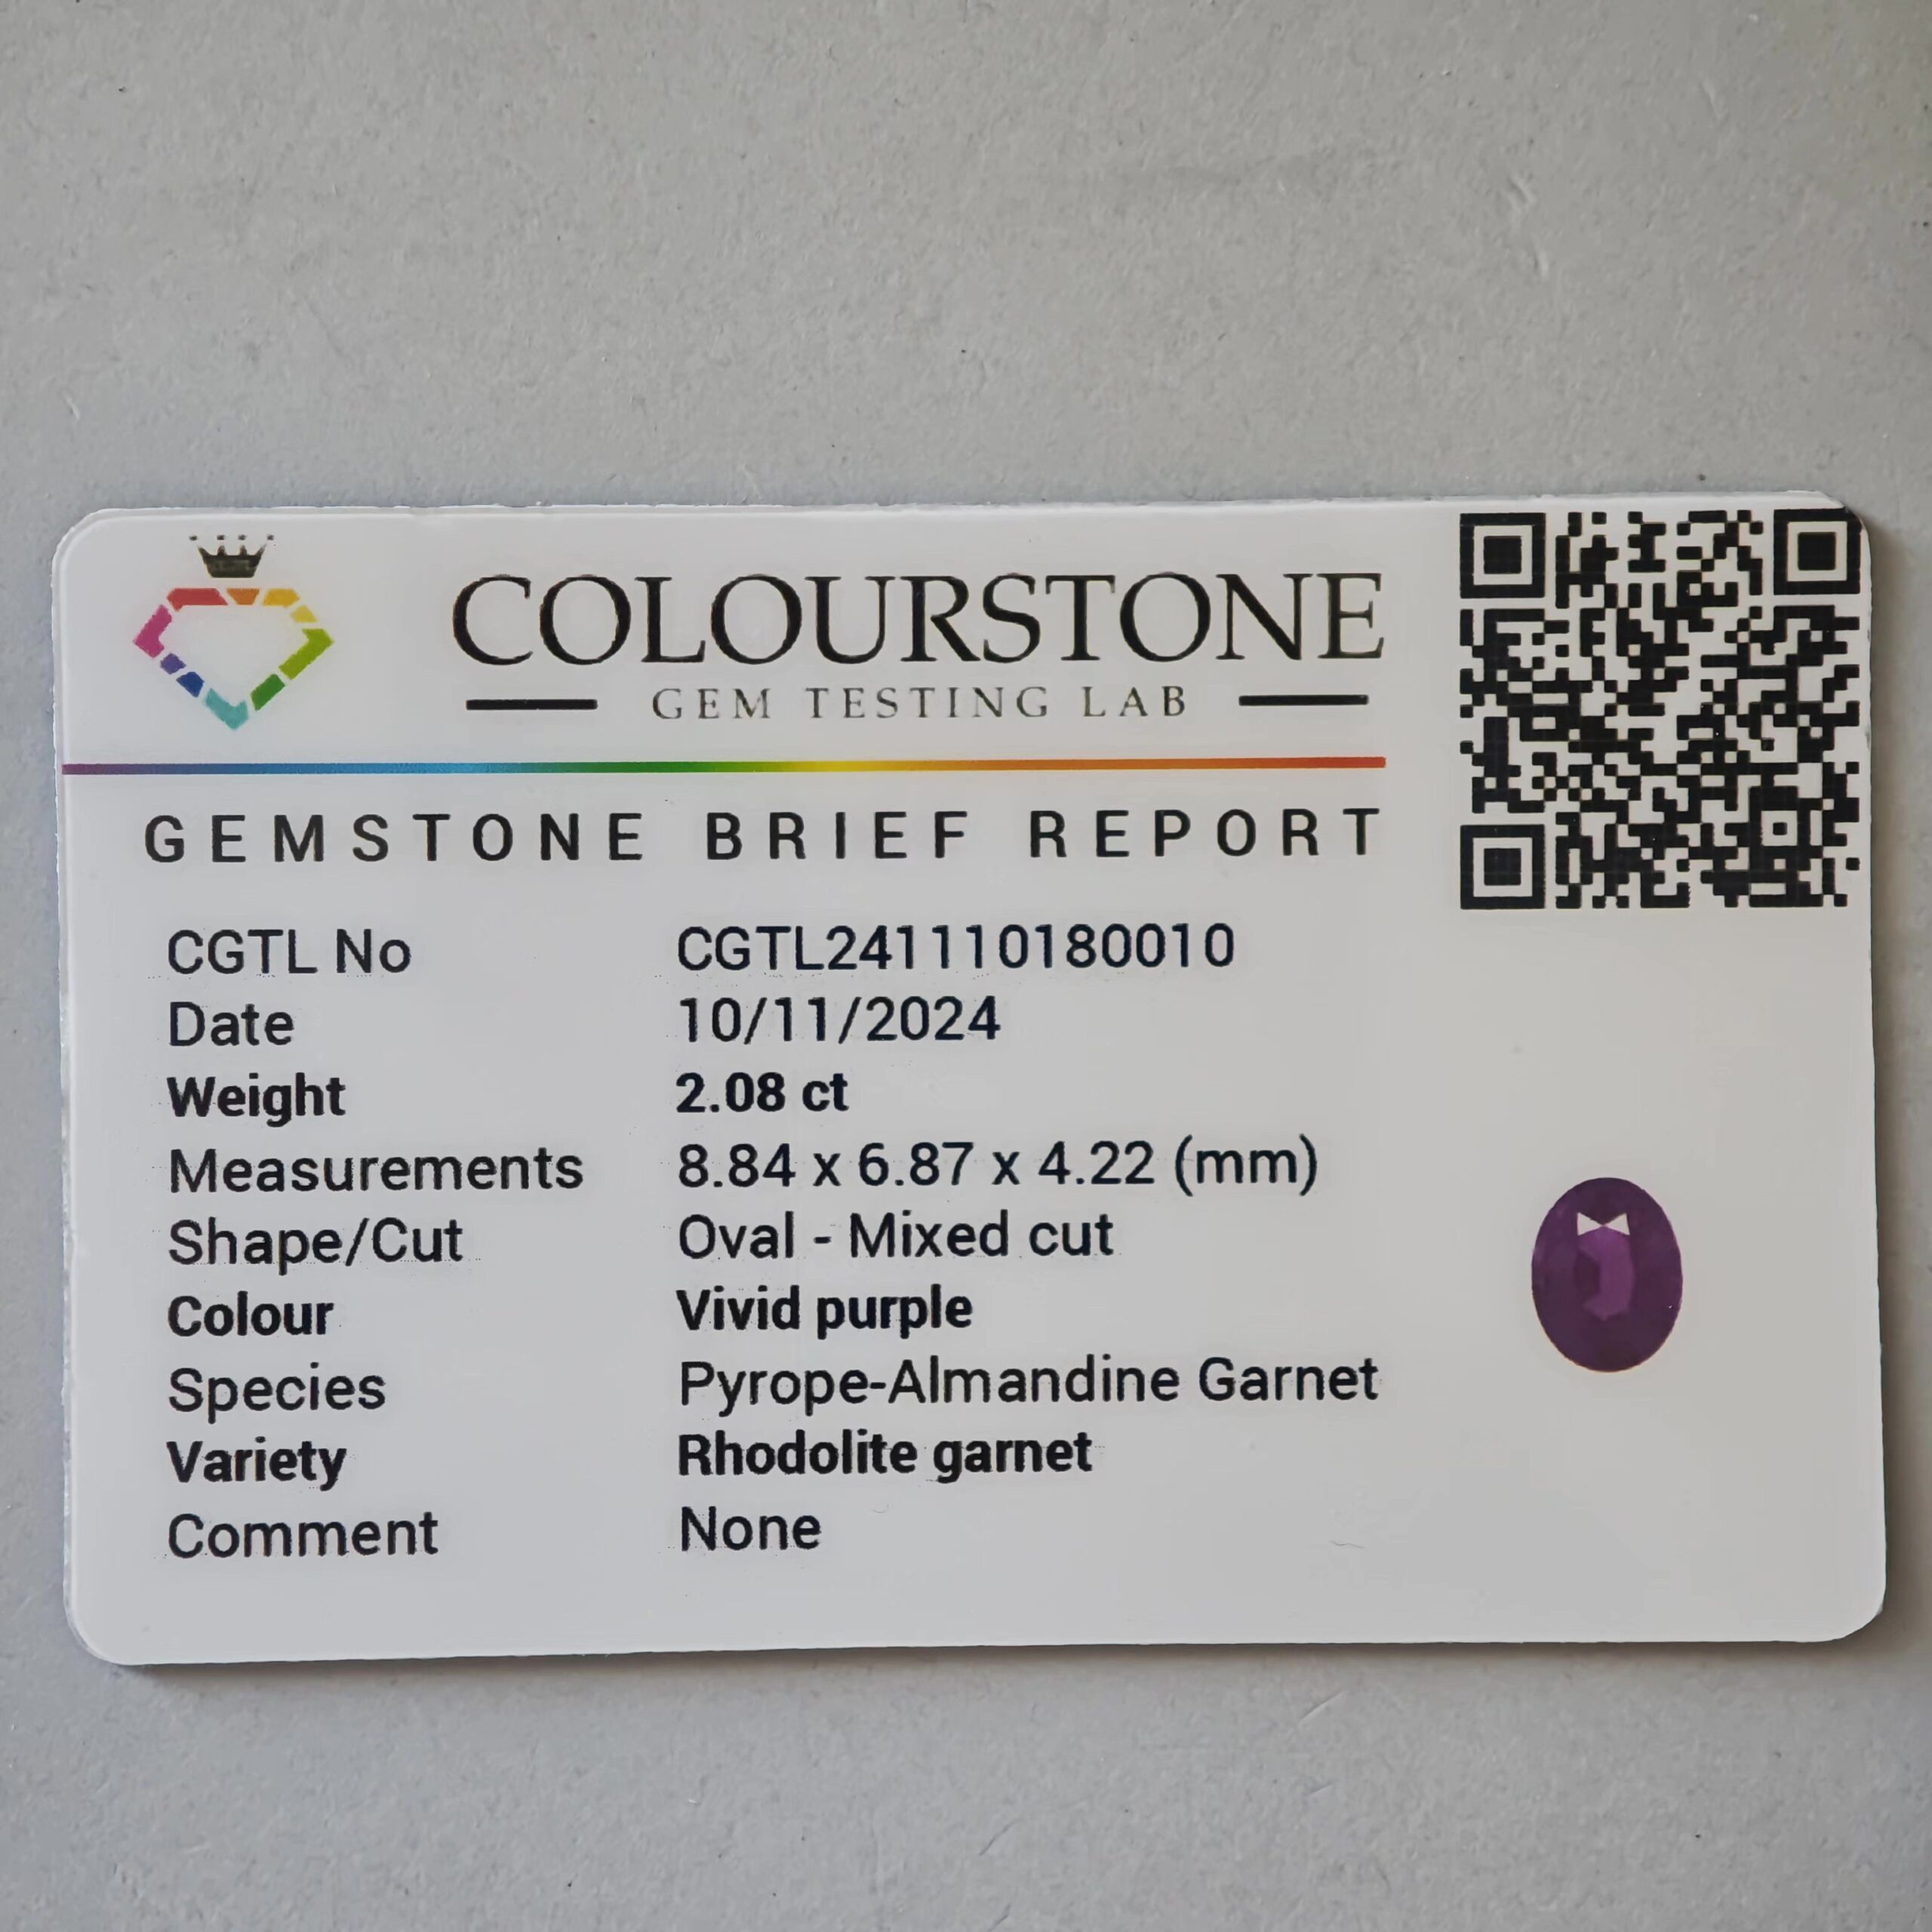 COLOURSTONE
GEM TESTING LAB
GEMSTONE BRIEF REPORT
CGTL No CGTL241110180010
Date 10/11/2024
Weight 2.08 ct
Measurements 8.84 x 6.87 x 4.22 (mm)
Shape/Cut Oval - Mixed cut
Colour Vivid purple
Species Pyrope-Almandine Garnet
Variety Rhodolite garnet
Comment None